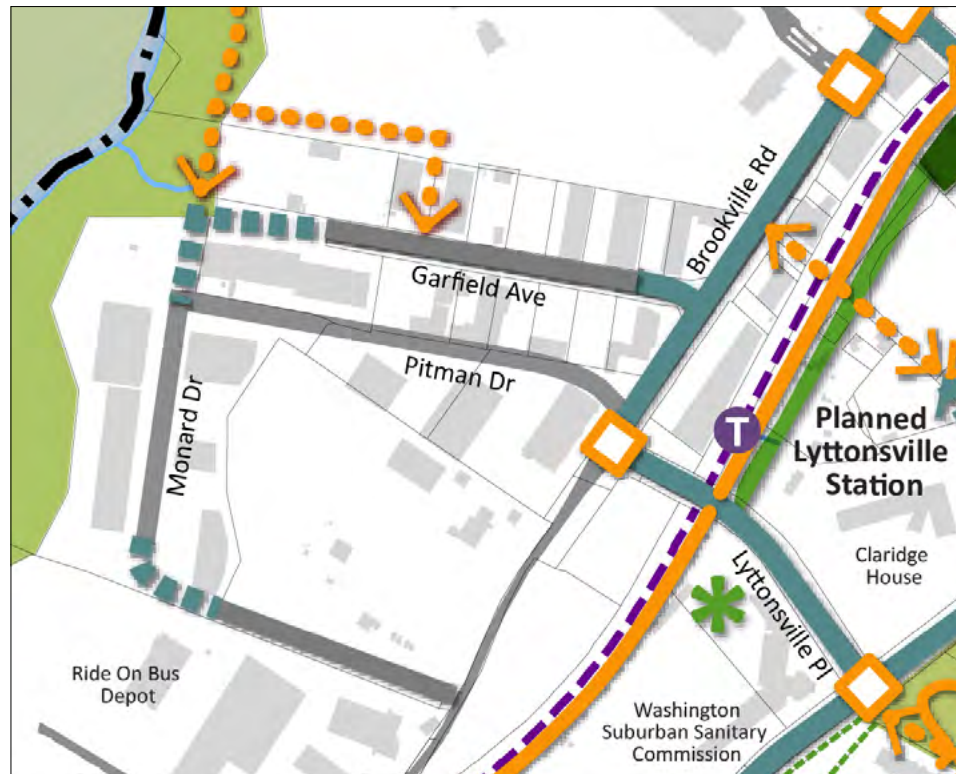 Brookville Rd
Garfield Ave
Pitman Dr
Monard Dr
T
Planned
Lyttonsville
Station
Claridge
House
Lyttonsville Pl
Ride On Bus
Depot
Washington
Suburban Sanitary
Commission